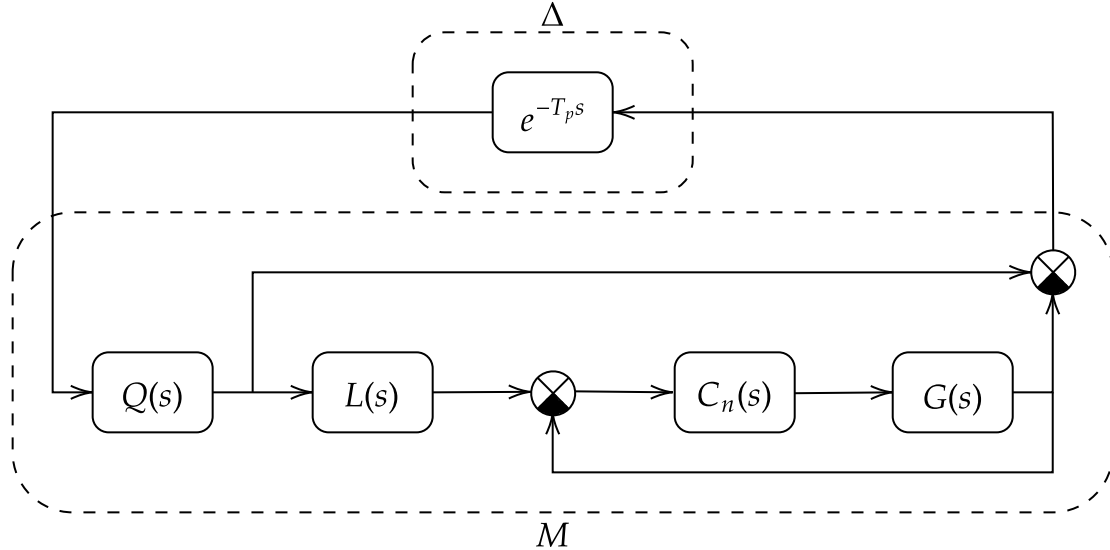 Δ
e^{-T_p s}
Q(s)
L(s)
C_n(s)
G(s)
M